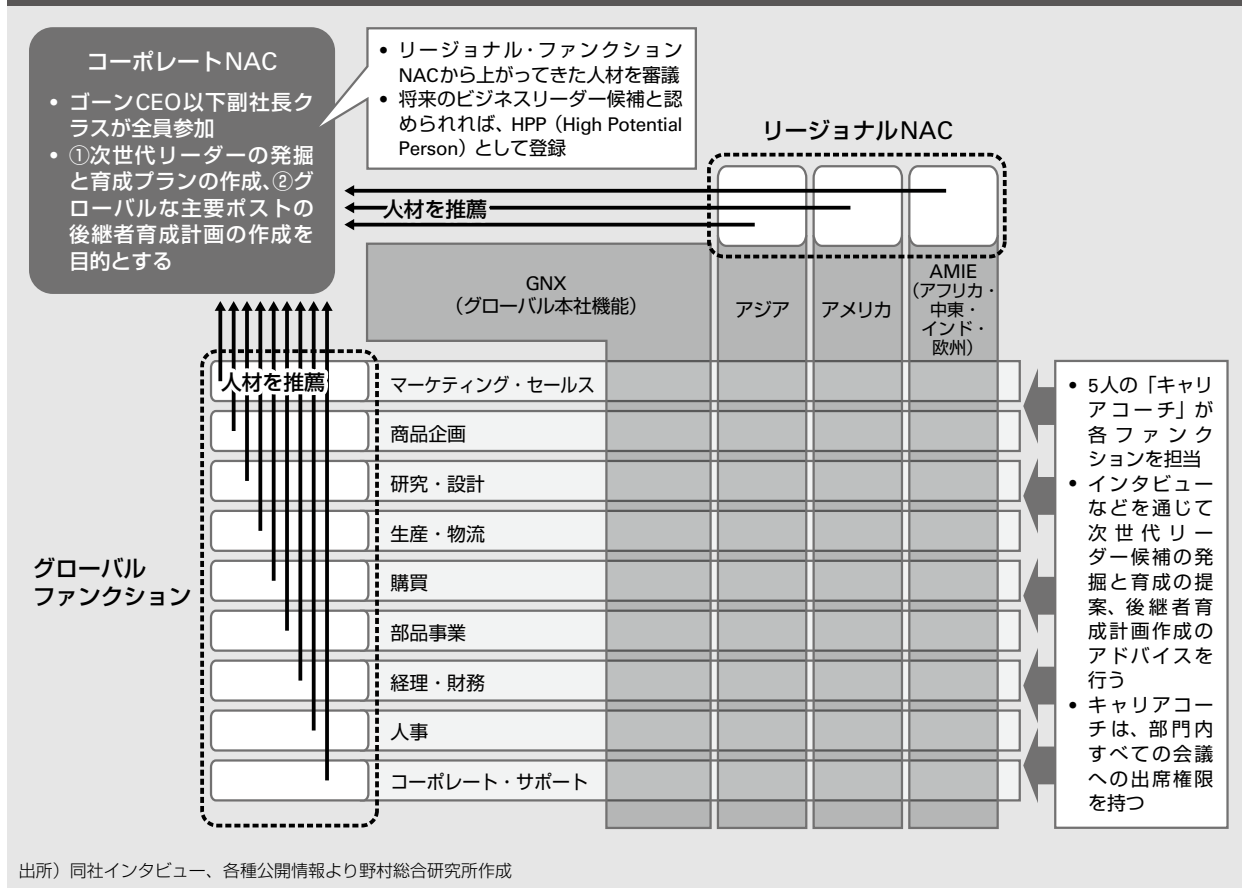 コーポレートNAC
• ゴーンCEO以下副社長ク
ラスが全員参加
• ①次世代リーダーの発掘
と育成プランの作成、②グ
ローバルな主要ポストの
後継者育成計画の作成を
目的とする
• リージョナル・ファンクション
NACから上がってきた人材を審議
• 将来のビジネスリーダー候補と認
められれば、HPP（High Potential
Person）として登録
リージョナルNAC
人材を推薦
GNX
（グローバル本社機能）
アジア
アメリカ
AMIE
（アフリカ・
中東・
インド・
欧州）
人材を推薦
グローバル
ファンクション
マーケティング・セールス
商品企画
研究・設計
生産・物流
購買
部品事業
経理・財務
人事
コーポレート・サポート
• 5人の「キャリ
アコーチ」が
各ファンク
ションを担当
• インタビュー
などを通じて
次世代リー
ダー候補の発
掘と育成の提
案、後継者育
成計画作成の
アドバイスを
行う
• キャリアコー
チは、部門内
すべての会議
への出席権限
を持つ
出所）同社インタビュー、各種公開情報より野村総合研究所作成